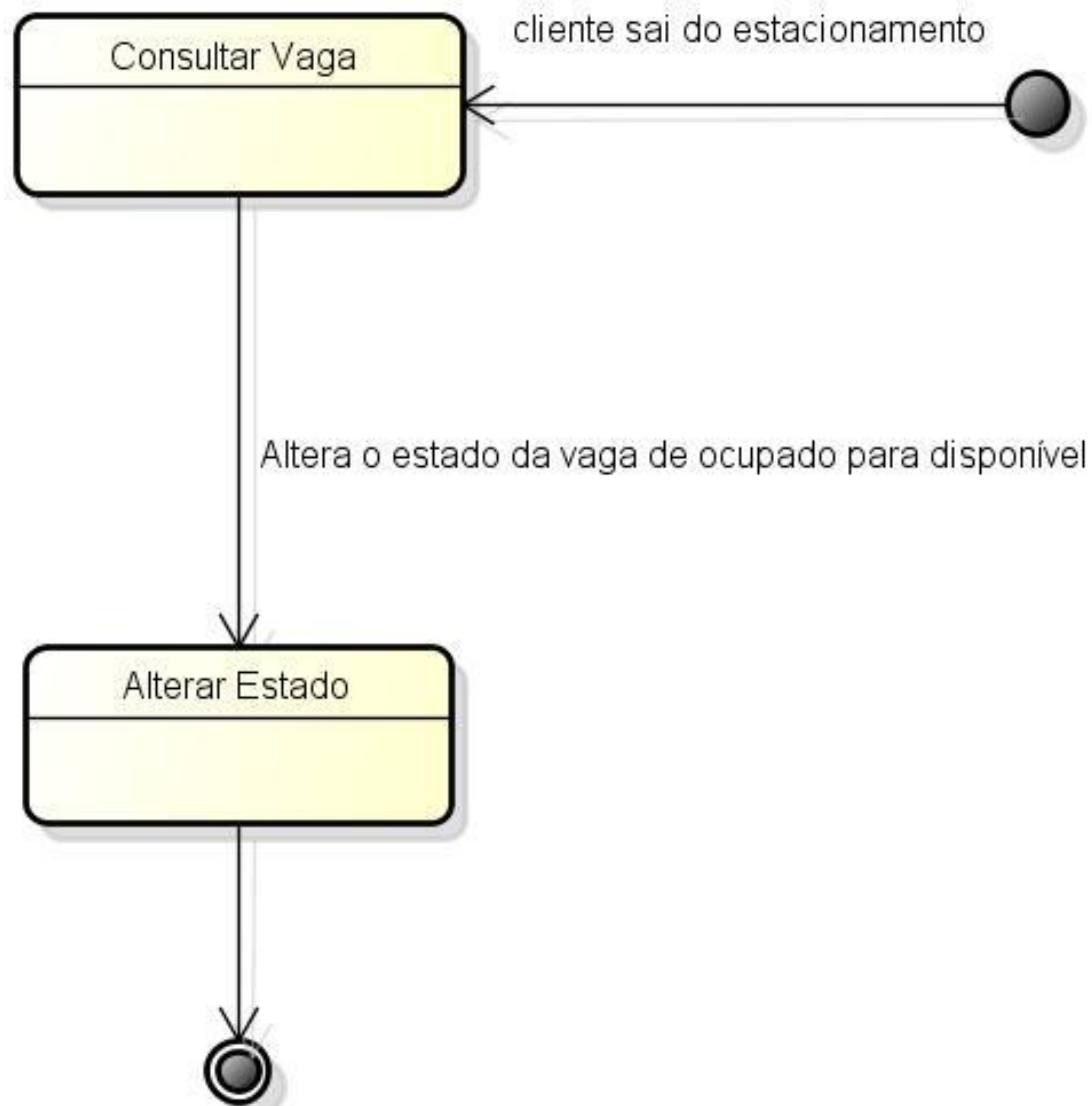 cliente sai do estacionamento
Consultar Vaga
Altera o estado da vaga de ocupado para disponível
Alterar Estado